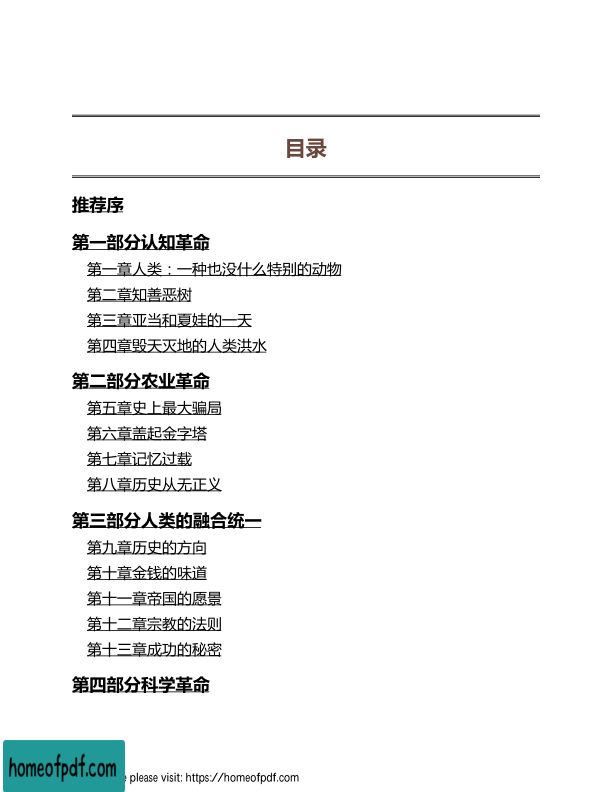 目录
推荐序
第一部分认知革命
第一章人类：一种也没什么特别的动物
第二章知善恶树
第三章亚当和夏娃的一天
第四章毁天灭地的人类洪水
第二部分农业革命
第五章史上最大骗局
第六章盖起金字塔
第七章记忆过载
第八章历史从无正义
第三部分人类的融合统一
第九章历史的方向
第十章金钱的味道
第十一章帝国的愿景
第十二章宗教的法则
第十三章成功的秘密
第四部分科学革命
homeofpdf.com
please visit: https://homeofpdf.com